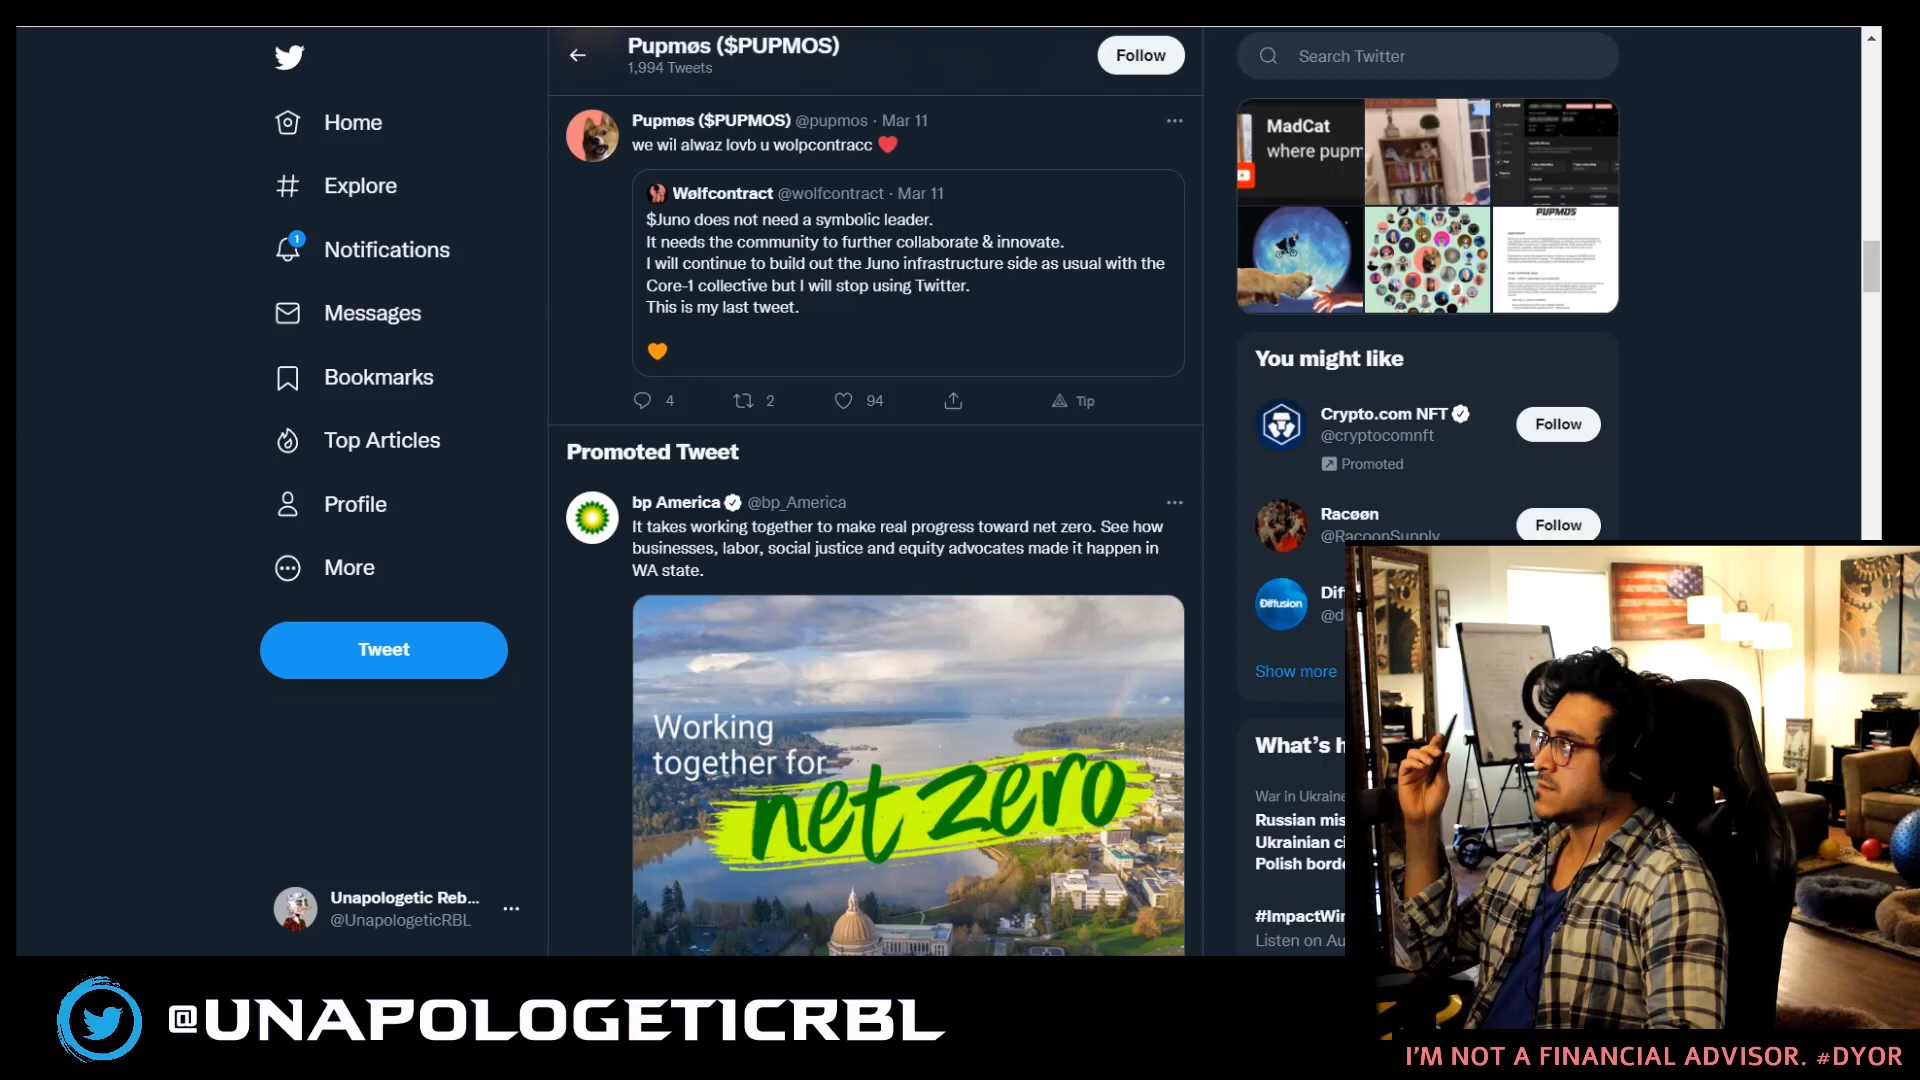 Home
Explore
1
Notifications
Messages
Bookmarks
Top Articles
Profile
More
Tweet
Unapologetic Reb...
@UnapologeticRBL
Pupmøs ($PUPMOS)
1,994 Tweets
Follow
Pupmøs ($PUPMOS) @pupmos · Mar 11
we wil alwaz lovb u wolpcontracc ❤️
Wølfcontract @wolfcontract · Mar 11
$Juno does not need a symbolic leader.
It needs the community to further collaborate & innovate.
I will continue to build out the Juno infrastructure side as usual with the
Core-1 collective but I will stop using Twitter.
This is my last tweet.
🧡
4 2 94 Tip
Promoted Tweet
bp America @bp_America
It takes working together to make real progress toward net zero. See how
businesses, labor, social justice and equity advocates made it happen in
WA state.
Working
together for
net zero
Search Twitter
MadCat
where pupm
PUPMOS
You might like
Crypto.com NFT
@cryptocomnft
Promoted
Follow
Racøøn
@RacoonSupply
Follow
Diffusion
Dif
@d
Show more
What's h
War in Ukraine
Russian mis
Ukrainian ci
Polish borde
#ImpactWin
Listen on Au
@UNAPOLOGETICRBL
I'M NOT A FINANCIAL ADVISOR. #DYOR